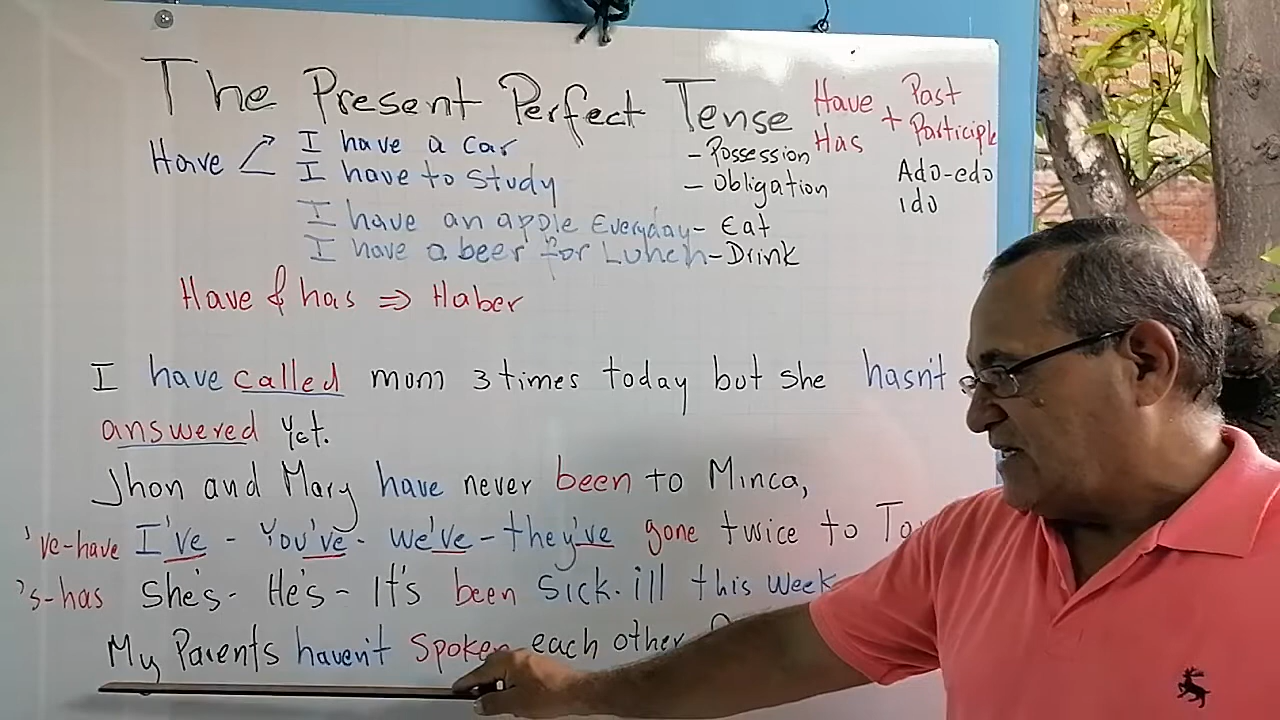 The Present Perfect Tense
Have
Has
+
Past
Participle
Ado-edo
ido
Have
I have a car
I have to study
- Possession
- Obligation
I have an apple Everyday - Eat
I have a beer for Lunch - Drink
Have & has ⇒ Haber
I have called mom 3 times today but she hasn't
answered yet.
Jhon and Mary have never been to Minca,
've-have I've - You've - we've - they've gone twice to
's-has she's - He's - It's been sick. ill this week
My Parents haven't spoken each other